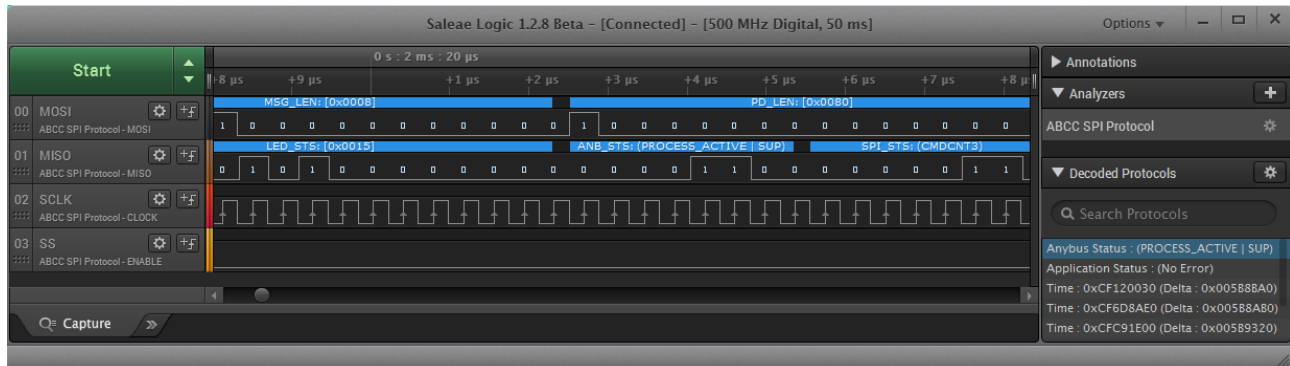 Saleae Logic 1.2.8 Beta - [Connected] - [500 MHz Digital, 50 ms]
Options
Start
0 s : 2 ms : 20 µs
+8 µs +9 µs +1 µs +2 µs +3 µs +4 µs +5 µs +6 µs +7 µs +8 µ
00 MOSI
ABCC SPI Protocol - MOSI
MSG_LEN: [0x0008] PD_LEN: [0x0080]
1 0 0 0 0 0 0 0 0 0 0 0 1 0 0 0 0 0 0 0 0 0 0 0 0 0 0
01 MISO
ABCC SPI Protocol - MISO
LED_STS: [0x0015] ANB_STS: (PROCESS_ACTIVE | SUP) SPI_STS: (CMDCNT3)
0 1 0 1 0 0 0 0 0 0 0 0 0 0 0 0 1 1 0 0 0 0 0 0 0 1 1
02 SCLK
ABCC SPI Protocol - CLOCK
03 SS
ABCC SPI Protocol - ENABLE
Capture
Annotations
Analyzers
ABCC SPI Protocol
Decoded Protocols
Search Protocols
Anybus Status : (PROCESS_ACTIVE | SUP)
Application Status : (No Error)
Time : 0xCF120030 (Delta : 0x005B8BA0)
Time : 0xCF6D8AE0 (Delta : 0x005B8AB0)
Time : 0xCFC91E00 (Delta : 0x005B9320)